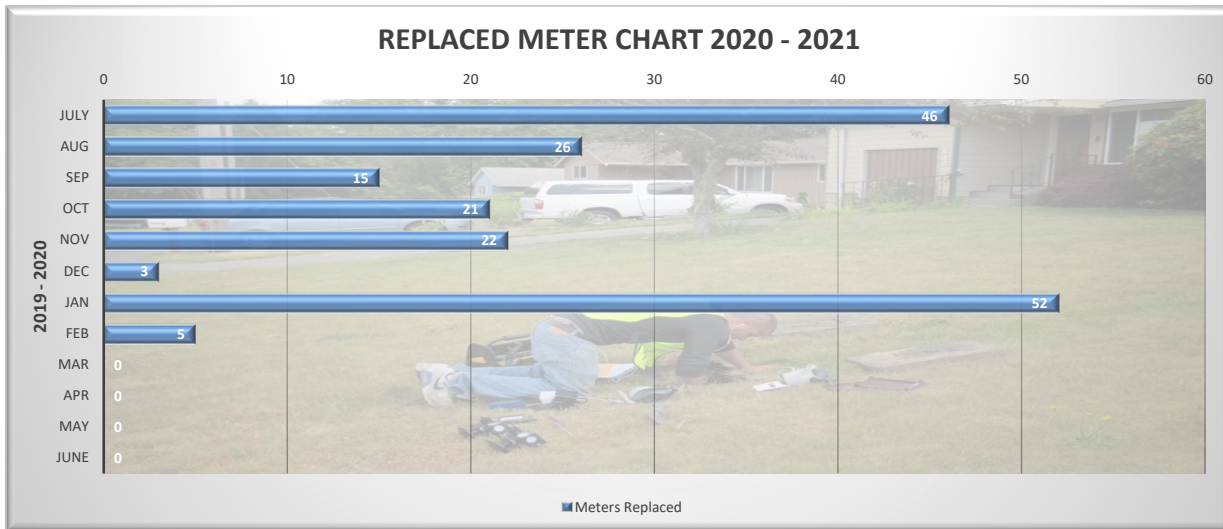 REPLACED METER CHART 2020 - 2021
0 10 20 30 40 50 60
2019 - 2020
JULY 46
AUG 26
SEP 15
OCT 21
NOV 22
DEC 3
JAN 52
FEB 5
MAR 0
APR 0
MAY 0
JUNE 0
Meters Replaced